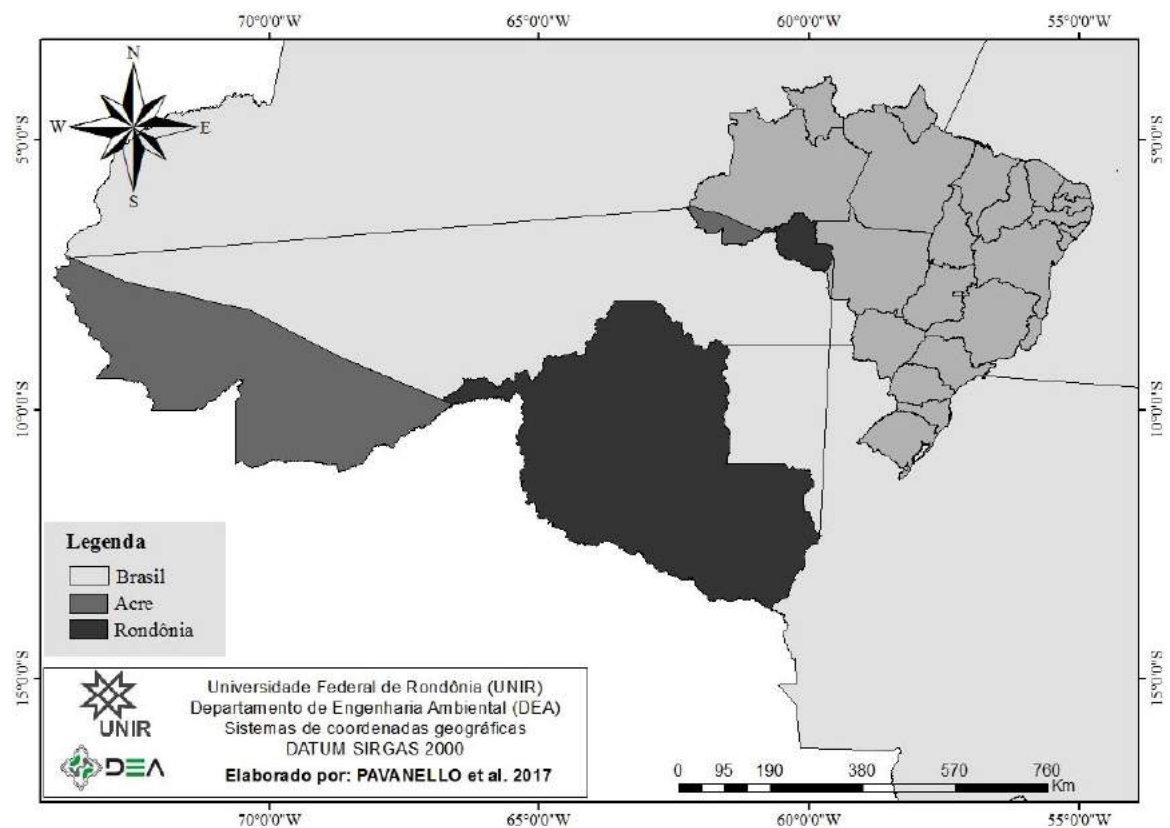 70°0'0"W
65°0'0"W
60°0'0"W
55°0'0"W
N
W
E
S
5°0'0"S
5°0'0"S
10°0'0"S
10°0'0"S
15°0'0"S
15°0'0"S
Legenda
Brasil
Acre
Rondônia
UNIR
DEA
Universidade Federal de Rondônia (UNIR)
Departamento de Engenharia Ambiental (DEA)
Sistemas de coordenadas geográficas
DATUM SIRGAS 2000
Elaborado por: PAVANELLO et al. 2017
0 95 190 380 570 760
Km
70°0'0"W
65°0'0"W
60°0'0"W
55°0'0"W